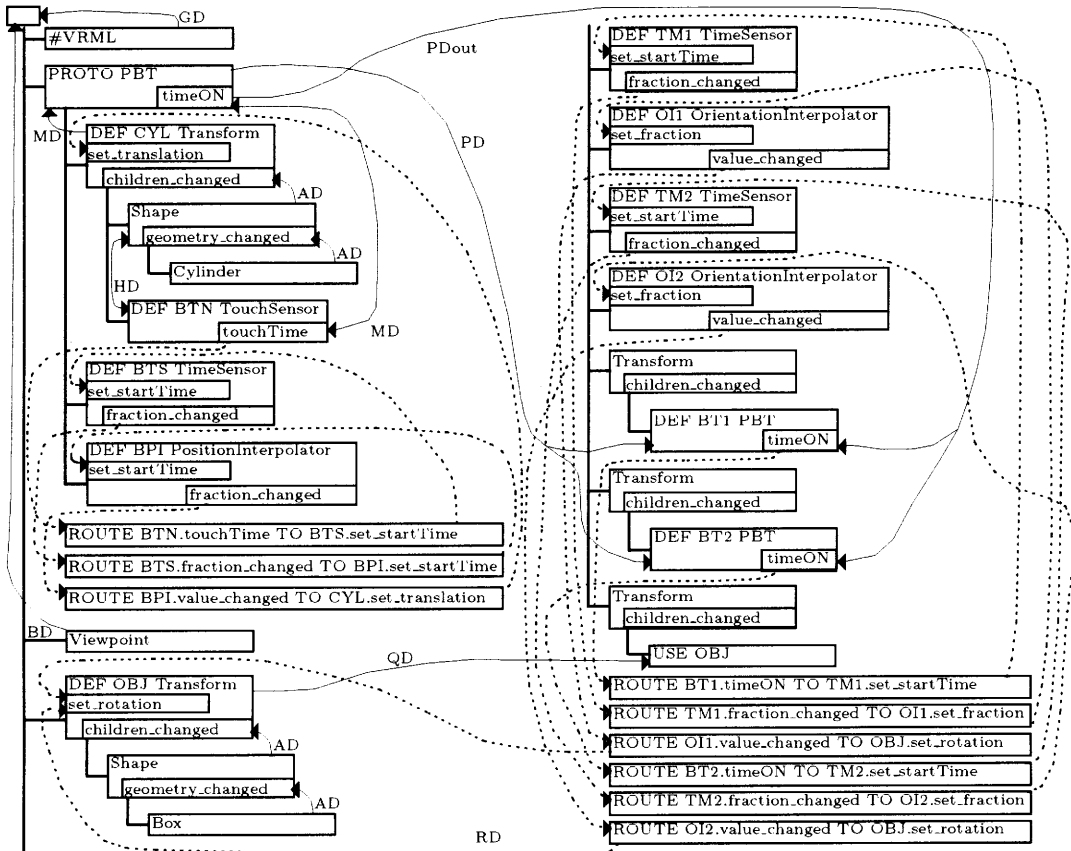 GD
#VRML
PDout
PROTO PBT
timeON
MD
DEF CYL Transform
set_translation
children_changed
PD
AD
Shape
geometry_changed
AD
Cylinder
HD
DEF BTN TouchSensor
touchTime
MD
DEF BTS TimeSensor
set_startTime
fraction_changed
DEF BPI PositionInterpolator
set_startTime
fraction_changed
ROUTE BTN.touchTime TO BTS.set_startTime
ROUTE BTS.fraction_changed TO BPI.set_startTime
ROUTE BPI.value_changed TO CYL.set_translation
BD
Viewpoint
QD
DEF OBJ Transform
set_rotation
children_changed
AD
Shape
geometry_changed
AD
Box
RD
DEF TM1 TimeSensor
set_startTime
fraction_changed
DEF OI1 OrientationInterpolator
set_fraction
value_changed
DEF TM2 TimeSensor
set_startTime
fraction_changed
DEF OI2 OrientationInterpolator
set_fraction
value_changed
Transform
children_changed
DEF BT1 PBT
timeON
Transform
children_changed
DEF BT2 PBT
timeON
Transform
children_changed
USE OBJ
ROUTE BT1.timeON TO TM1.set_startTime
ROUTE TM1.fraction_changed TO OI1.set_fraction
ROUTE OI1.value_changed TO OBJ.set_rotation
ROUTE BT2.timeON TO TM2.set_startTime
ROUTE TM2.fraction_changed TO OI2.set_fraction
ROUTE OI2.value_changed TO OBJ.set_rotation